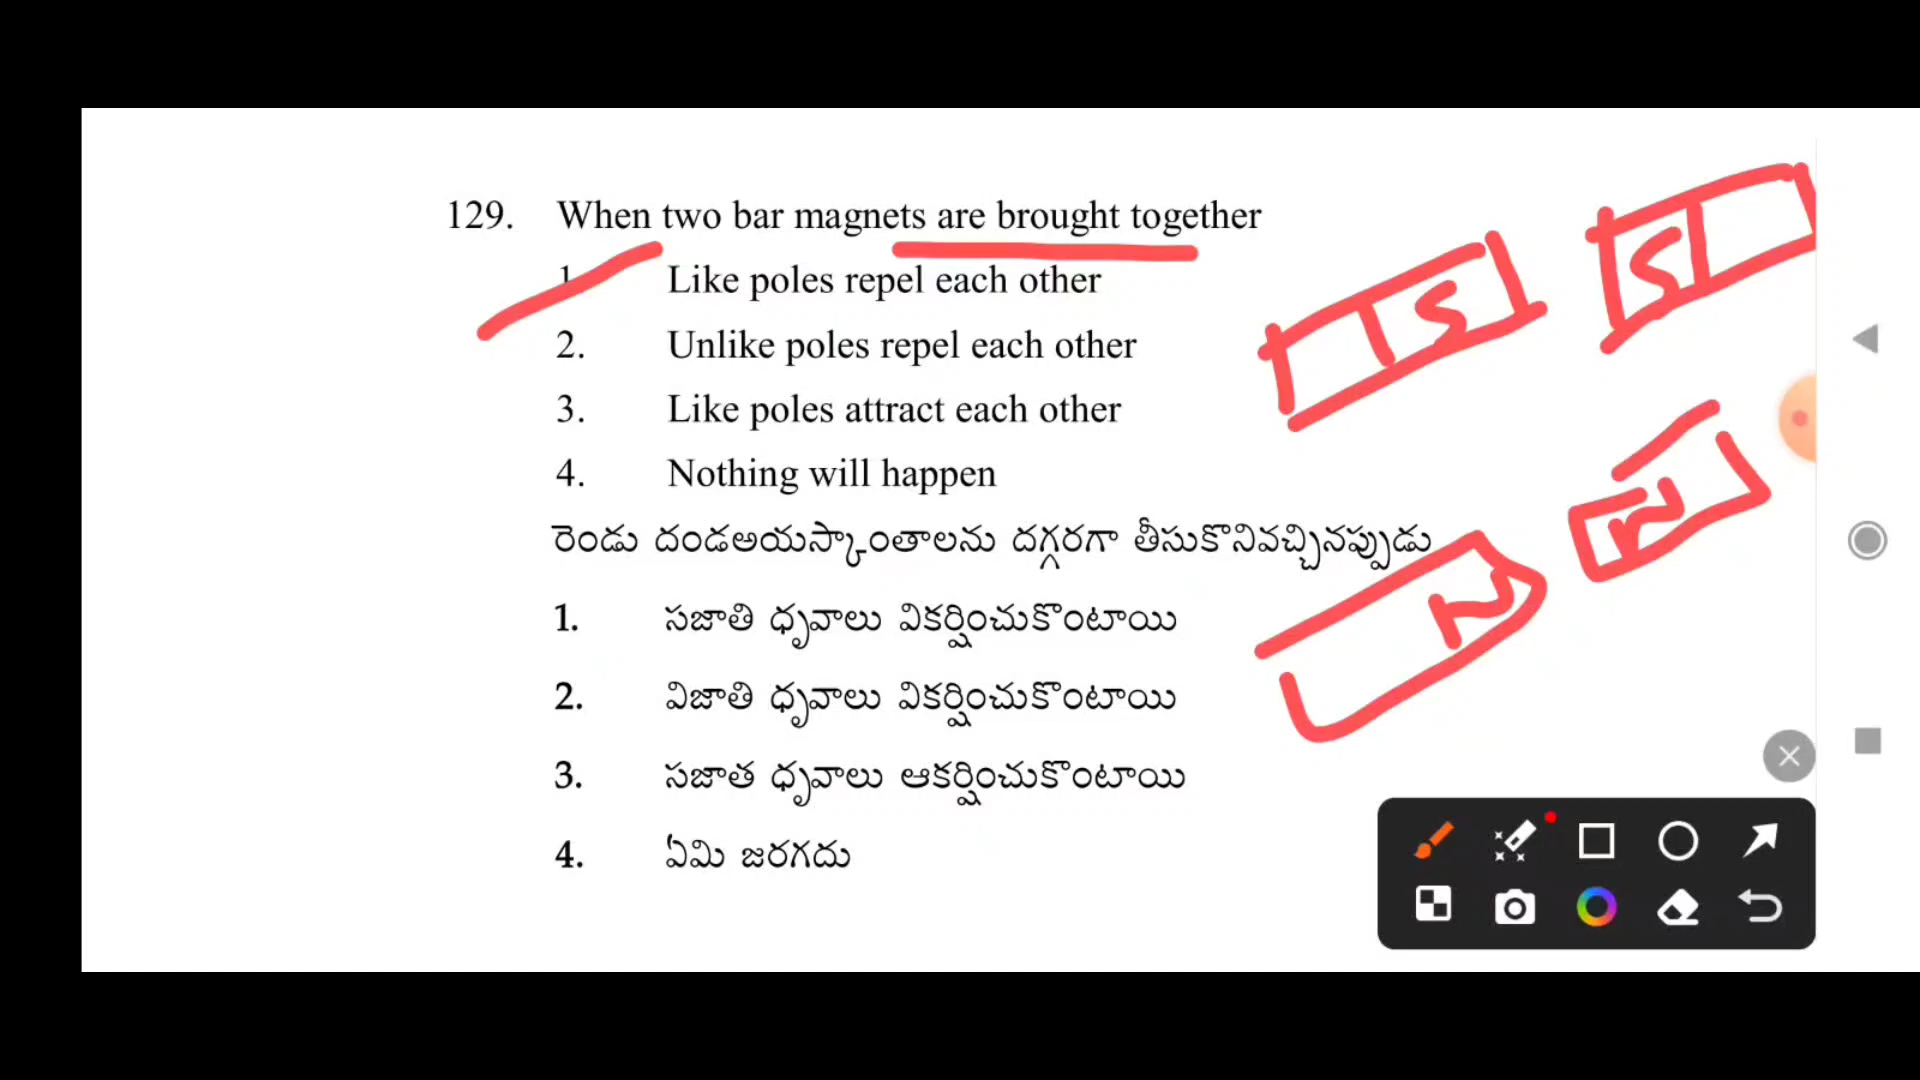 129. When two bar magnets are brought together
1. Like poles repel each other
2. Unlike poles repel each other
3. Like poles attract each other
4. Nothing will happen
రెండు దండఅయస్కాంతాలను దగ్గరగా తీసుకొనివచ్చినప్పుడు
1. సజాతి ధృవాలు వికర్షించుకొంటాయి
2. విజాతి ధృవాలు వికర్షించుకొంటాయి
3. సజాత ధృవాలు ఆకర్షించుకొంటాయి
4. ఏమి జరగదు
S S
N N